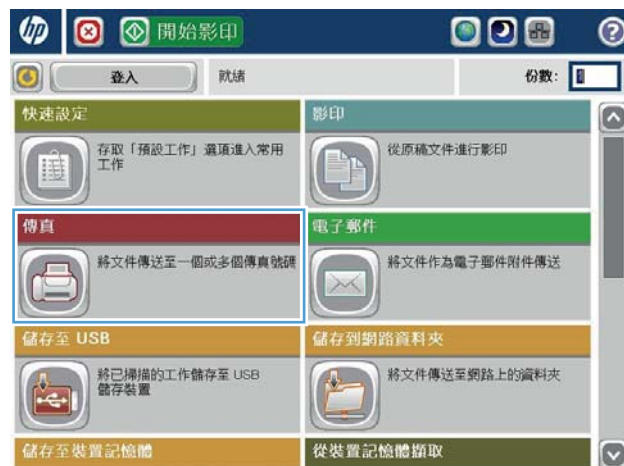 hp 開始影印 ?
登入 就緒 份數:
快速設定
存取「預設工作」選項進入常用
工作
影印
從原稿文件進行影印
傳真
將文件傳送至一個或多個傳真號碼
電子郵件
將文件作為電子郵件附件傳送
儲存至 USB
將已掃描的工作儲存至 USB
儲存裝置
儲存到網路資料夾
將文件傳送至網路上的資料夾
儲存至裝置記憶體
從裝置記憶體擷取